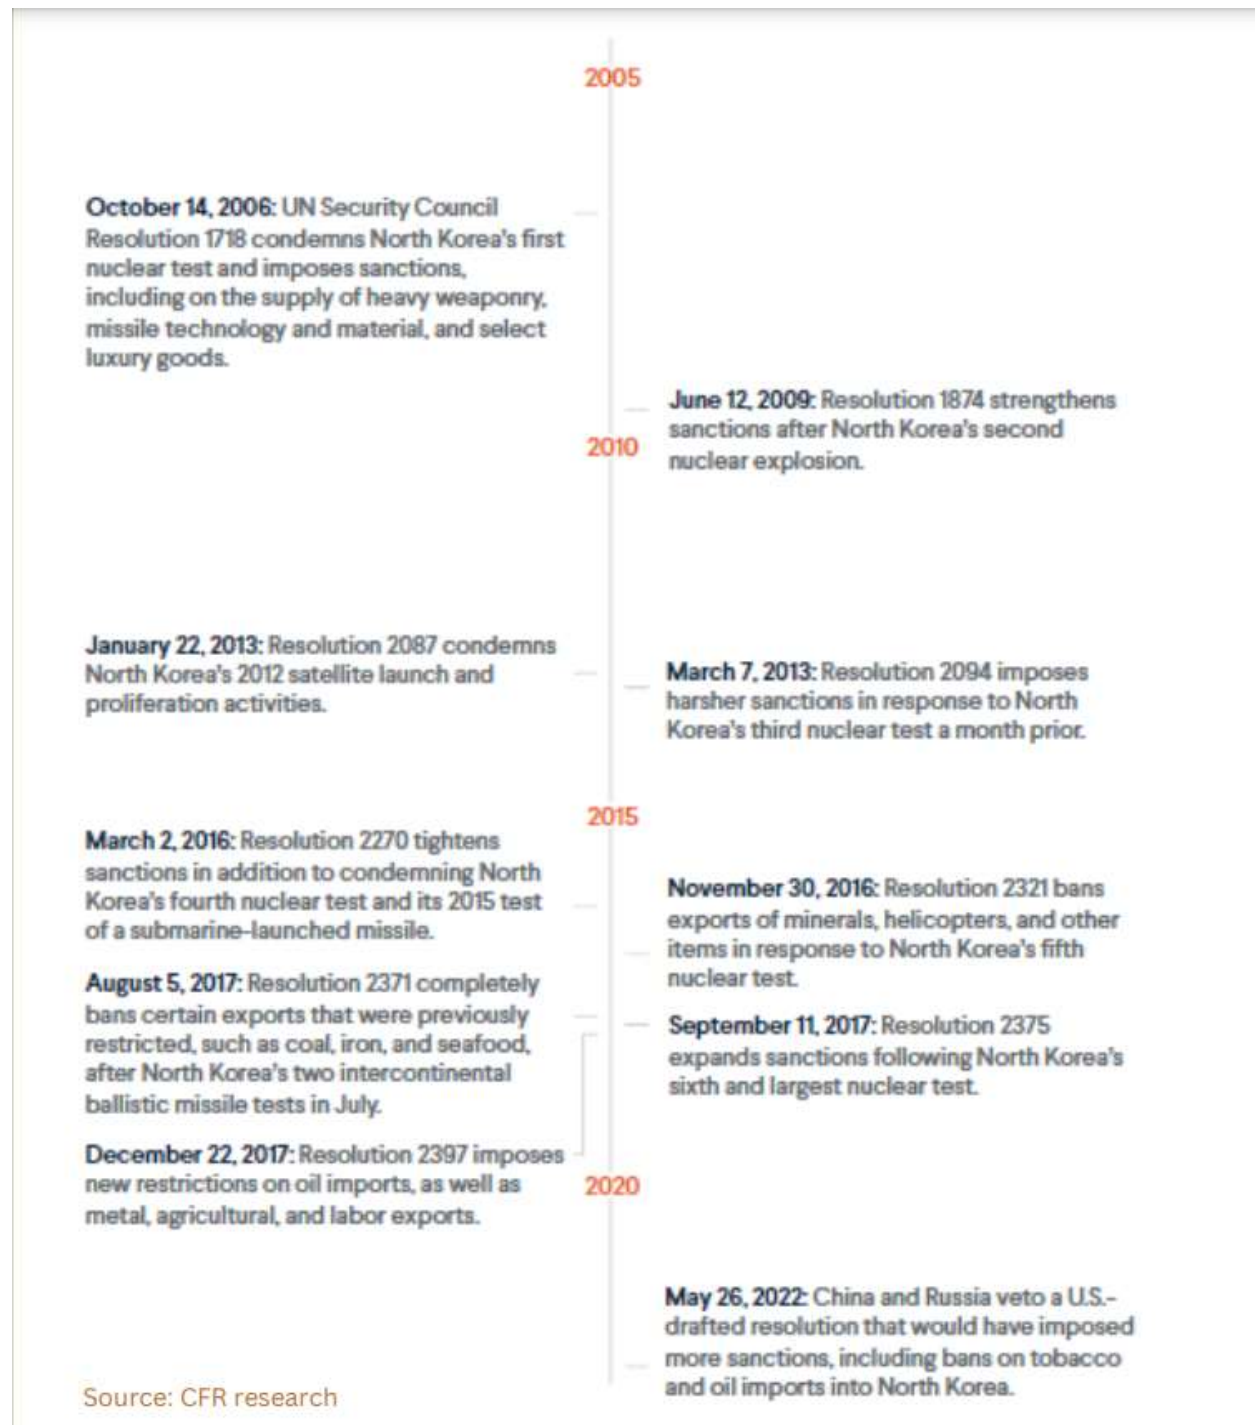 2005
October 14, 2006: UN Security Council
Resolution 1718 condemns North Korea's first
nuclear test and imposes sanctions,
including on the supply of heavy weaponry,
missile technology and material, and select
luxury goods.
June 12, 2009: Resolution 1874 strengthens
sanctions after North Korea's second
nuclear explosion.
2010
January 22, 2013: Resolution 2087 condemns
North Korea's 2012 satellite launch and
proliferation activities.
March 7, 2013: Resolution 2094 imposes
harsher sanctions in response to North
Korea's third nuclear test a month prior.
2015
March 2, 2016: Resolution 2270 tightens
sanctions in addition to condemning North
Korea's fourth nuclear test and its 2015 test
of a submarine-launched missile.
November 30, 2016: Resolution 2321 bans
exports of minerals, helicopters, and other
items in response to North Korea's fifth
nuclear test.
August 5, 2017: Resolution 2371 completely
bans certain exports that were previously
restricted, such as coal, iron, and seafood,
after North Korea's two intercontinental
ballistic missile tests in July.
September 11, 2017: Resolution 2375
expands sanctions following North Korea's
sixth and largest nuclear test.
December 22, 2017: Resolution 2397 imposes
new restrictions on oil imports, as well as
metal, agricultural, and labor exports.
2020
May 26, 2022: China and Russia veto a U.S.-
drafted resolution that would have imposed
more sanctions, including bans on tobacco
and oil imports into North Korea.
Source: CFR research